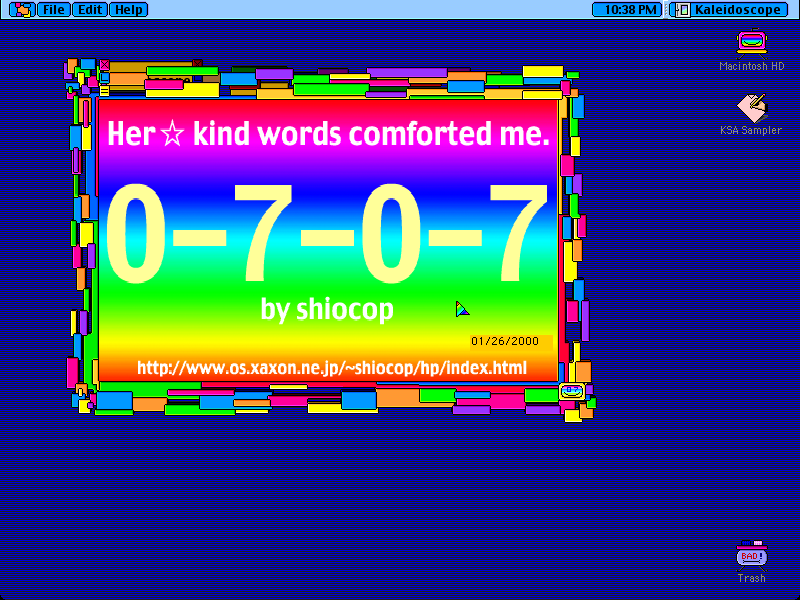 File Edit Help 10:38 PM Kaleidoscope
Macintosh HD
KSA Sampler
Her☆kind words comforted me.
0-7-0-7
by shiocop
01/26/2000
http://www.os.xaxon.ne.jp/~shiocop/hp/index.html
BAD!
Trash